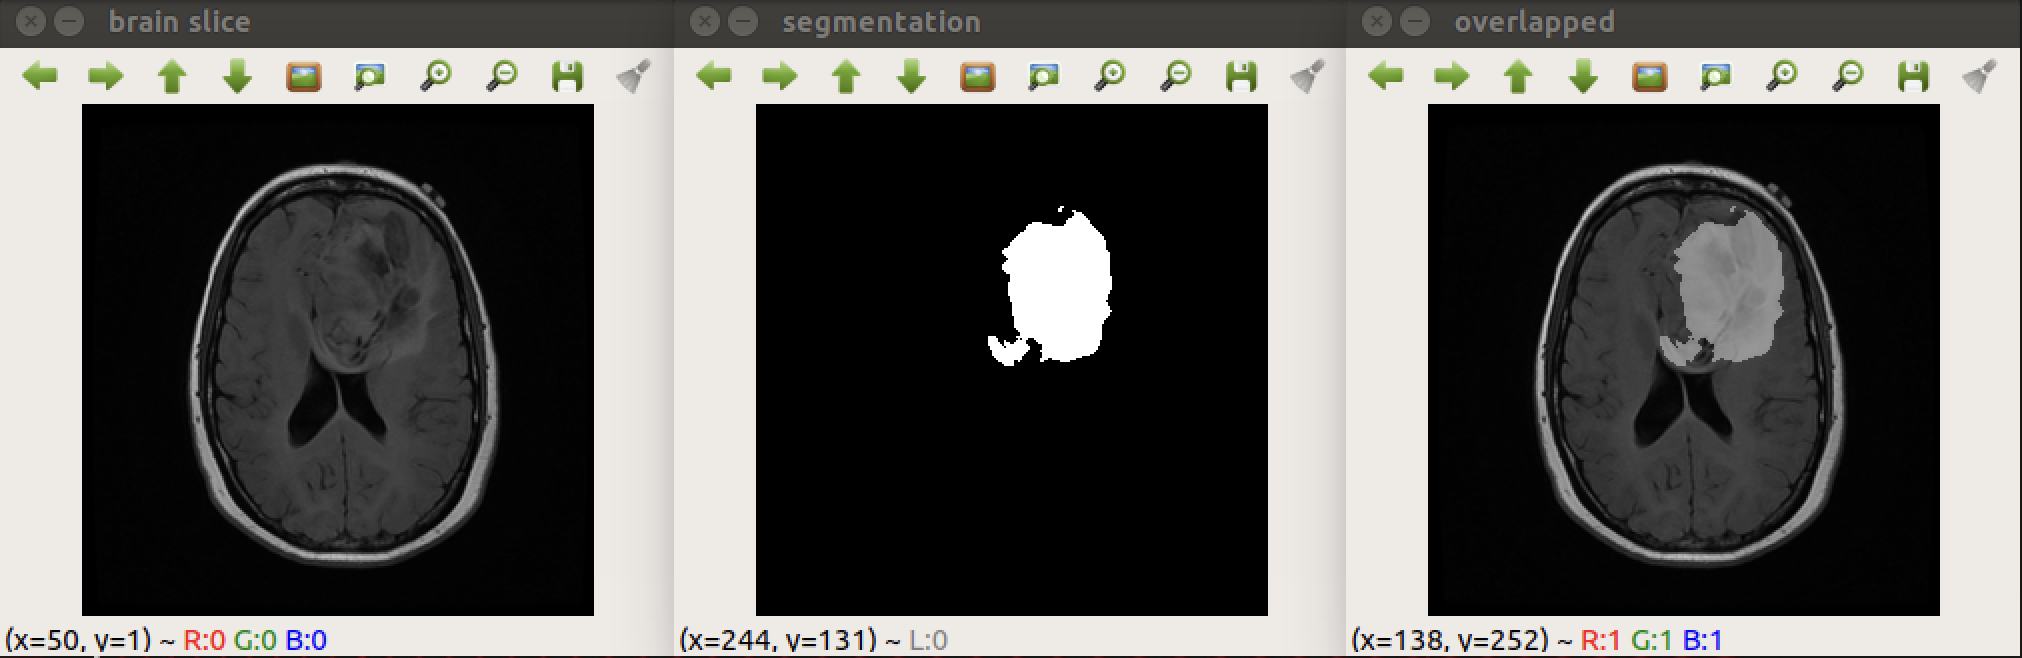 brain slice
segmentation
overlapped
(x=50, y=1) ~ R:0 G:0 B:0
(x=244, y=131) ~ L:0
(x=138, y=252) ~ R:1 G:1 B:1